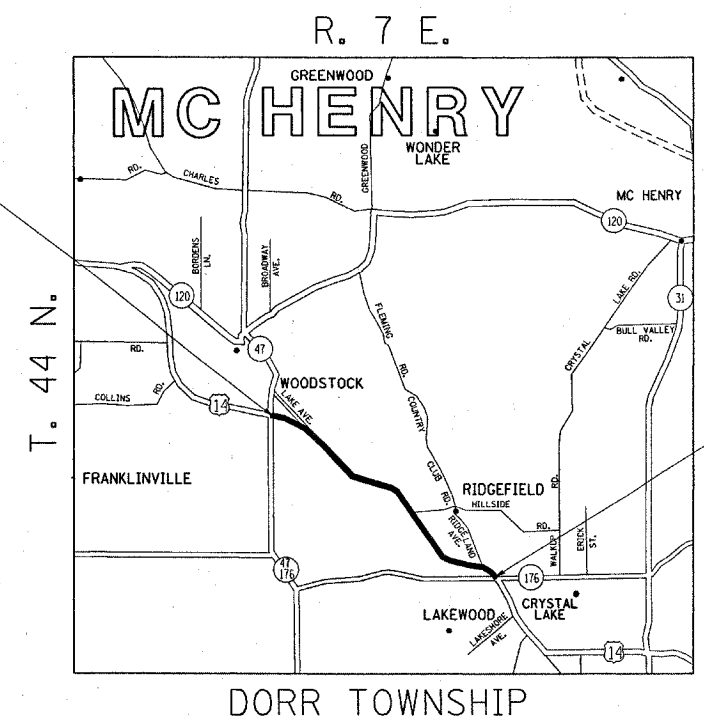 R. 7 E.
GREENWOOD
MC HENRY
WONDER
LAKE
RD.
CHARLES
RD.
GREENWOOD
MC HENRY
120
BORDENS
LN.
BROADWAY
AVE.
120
LAKE RD.
31
T. 44 N.
FLEMING
RD.
BULL VALLEY
RD.
RD.
47
CRYSTAL
WOODSTOCK
COLLINS
RD.
14
LAKE AVE.
COUNTRY
CLUB
RD.
FRANKLINVILLE
RIDGEFIELD
HILLSIDE
RD.
RIDGELAND
AVE.
WALKUP
RD.
ERICK
ST.
47
176
176
LAKEWOOD
CRYSTAL
LAKE
LAKESHORE
AVE.
14
DORR TOWNSHIP